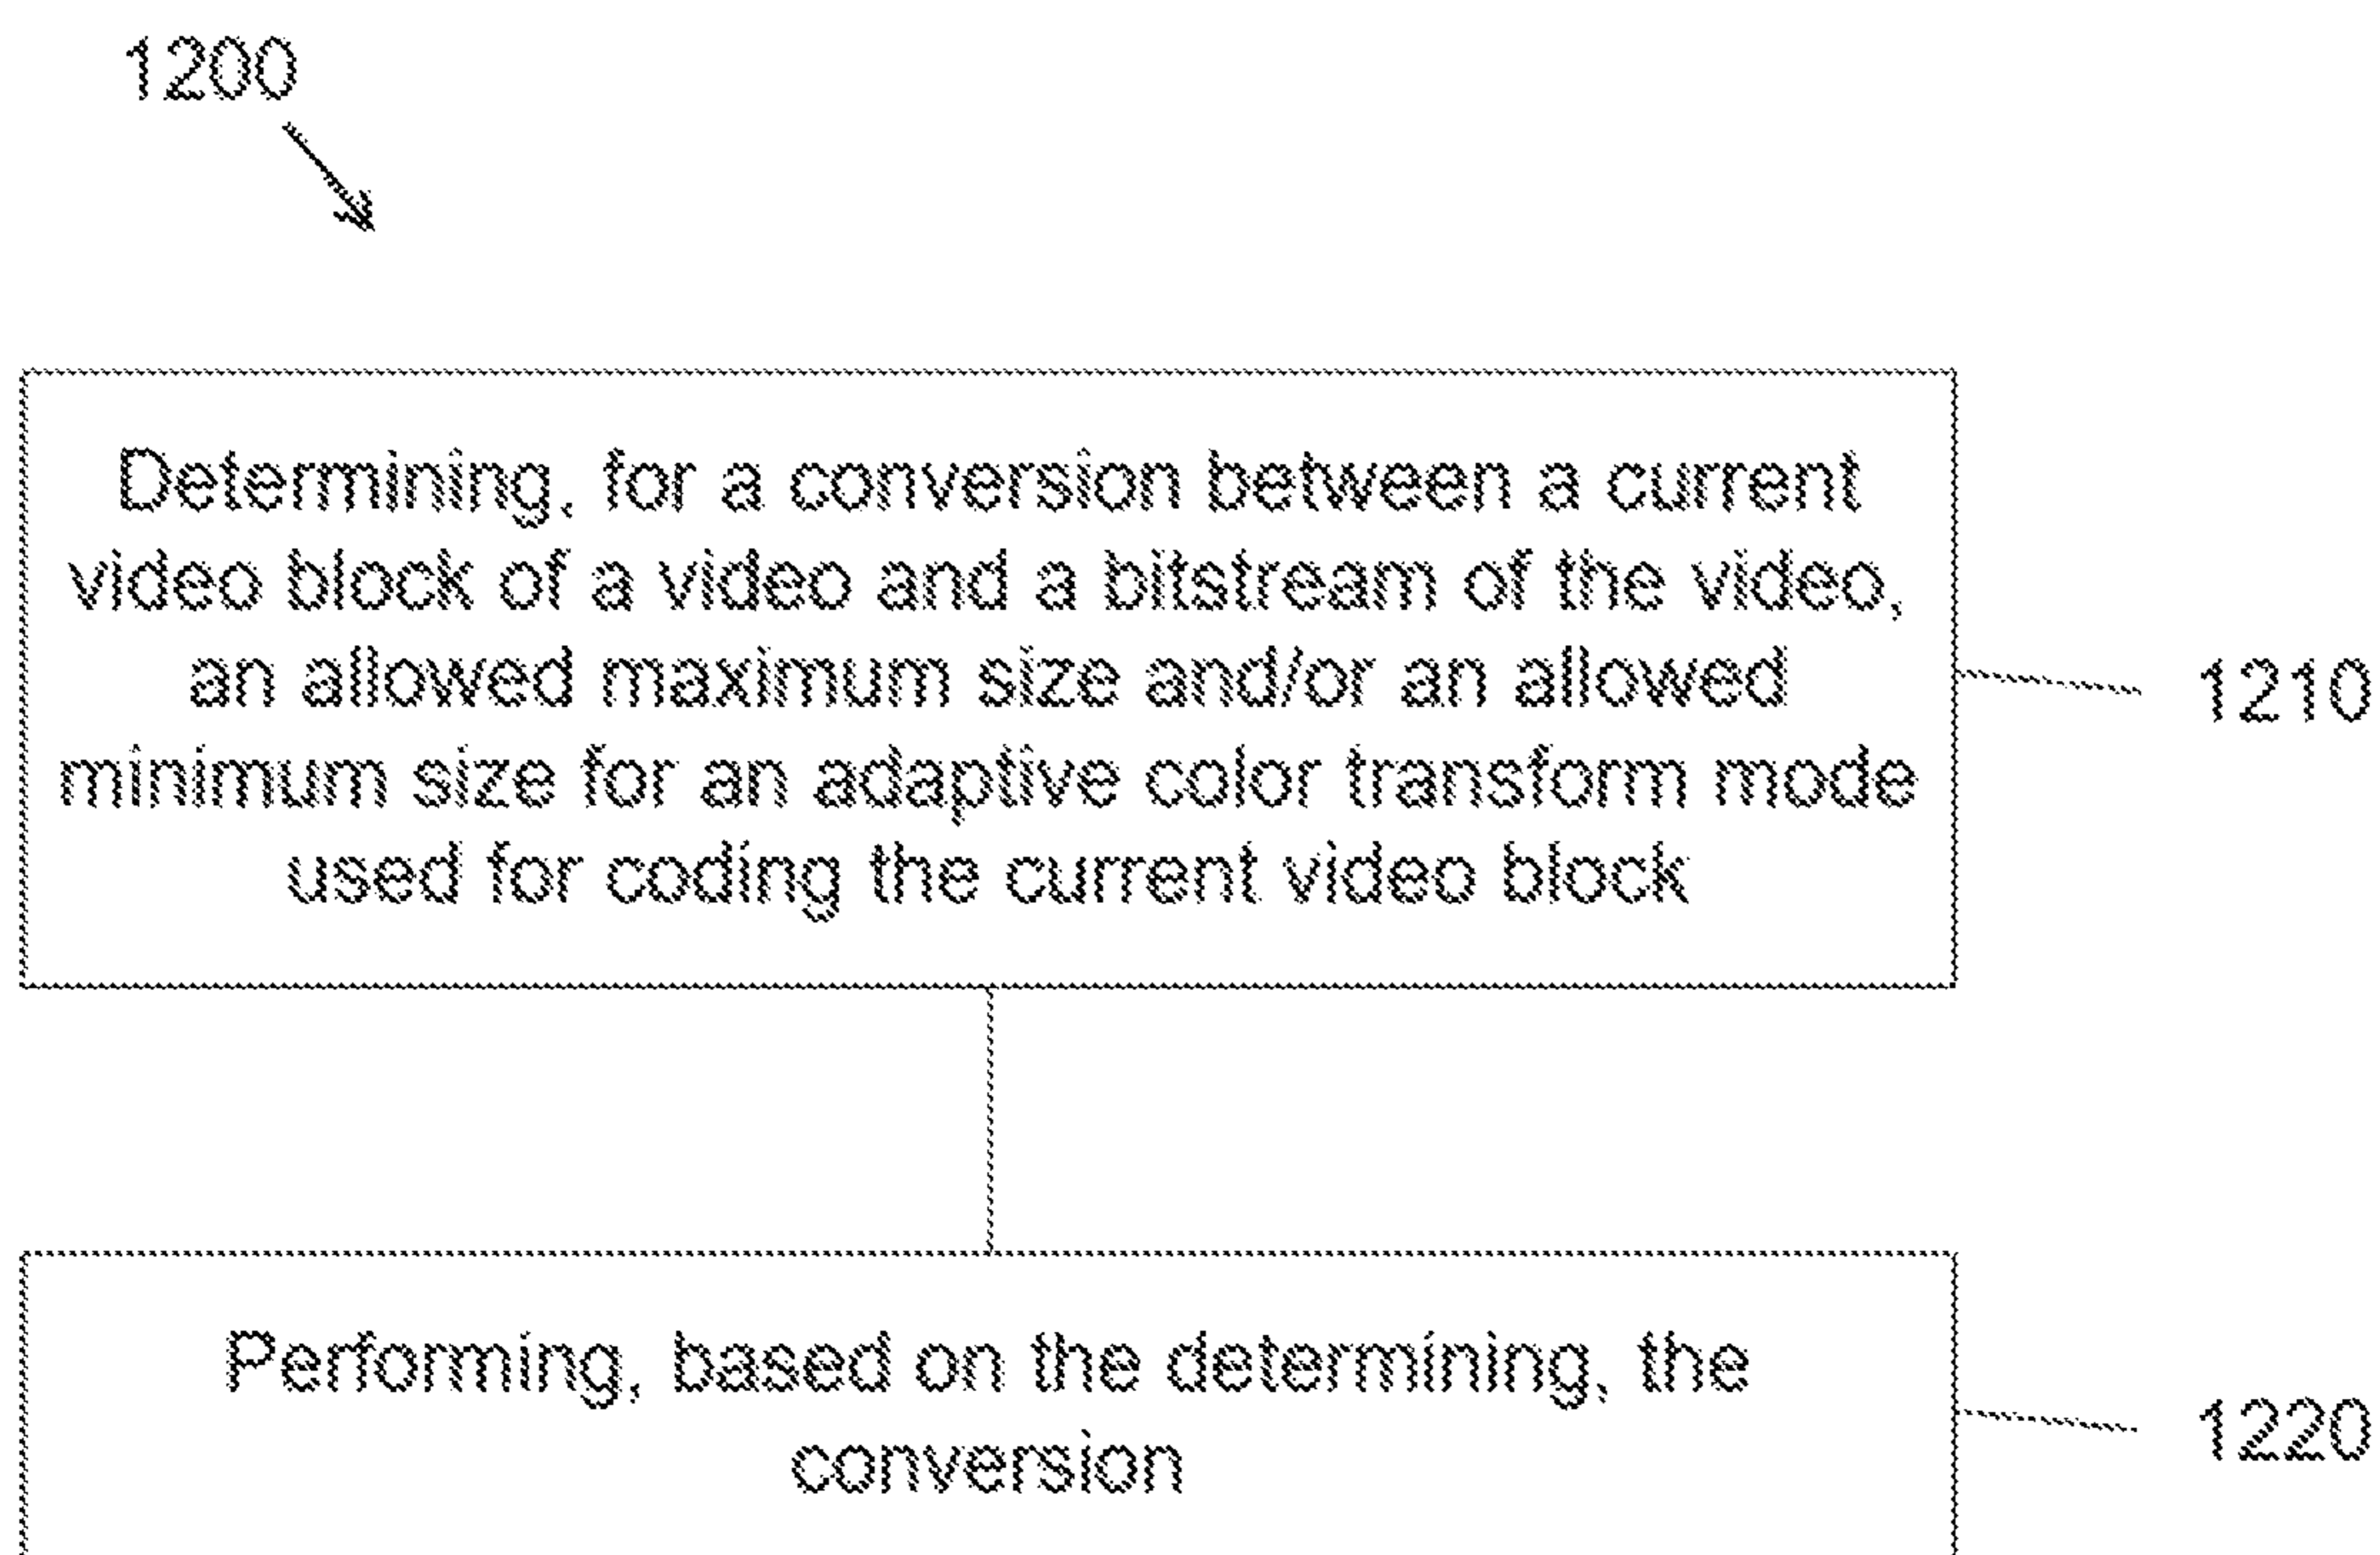 1200
Determining, for a conversion between a current
video block of a video and a bitstream of the video,
an allowed maximum size and/or an allowed
minimum size for an adaptive color transform mode
used for coding the current video block
1210
Performing, based on the determining, the
conversion
1220